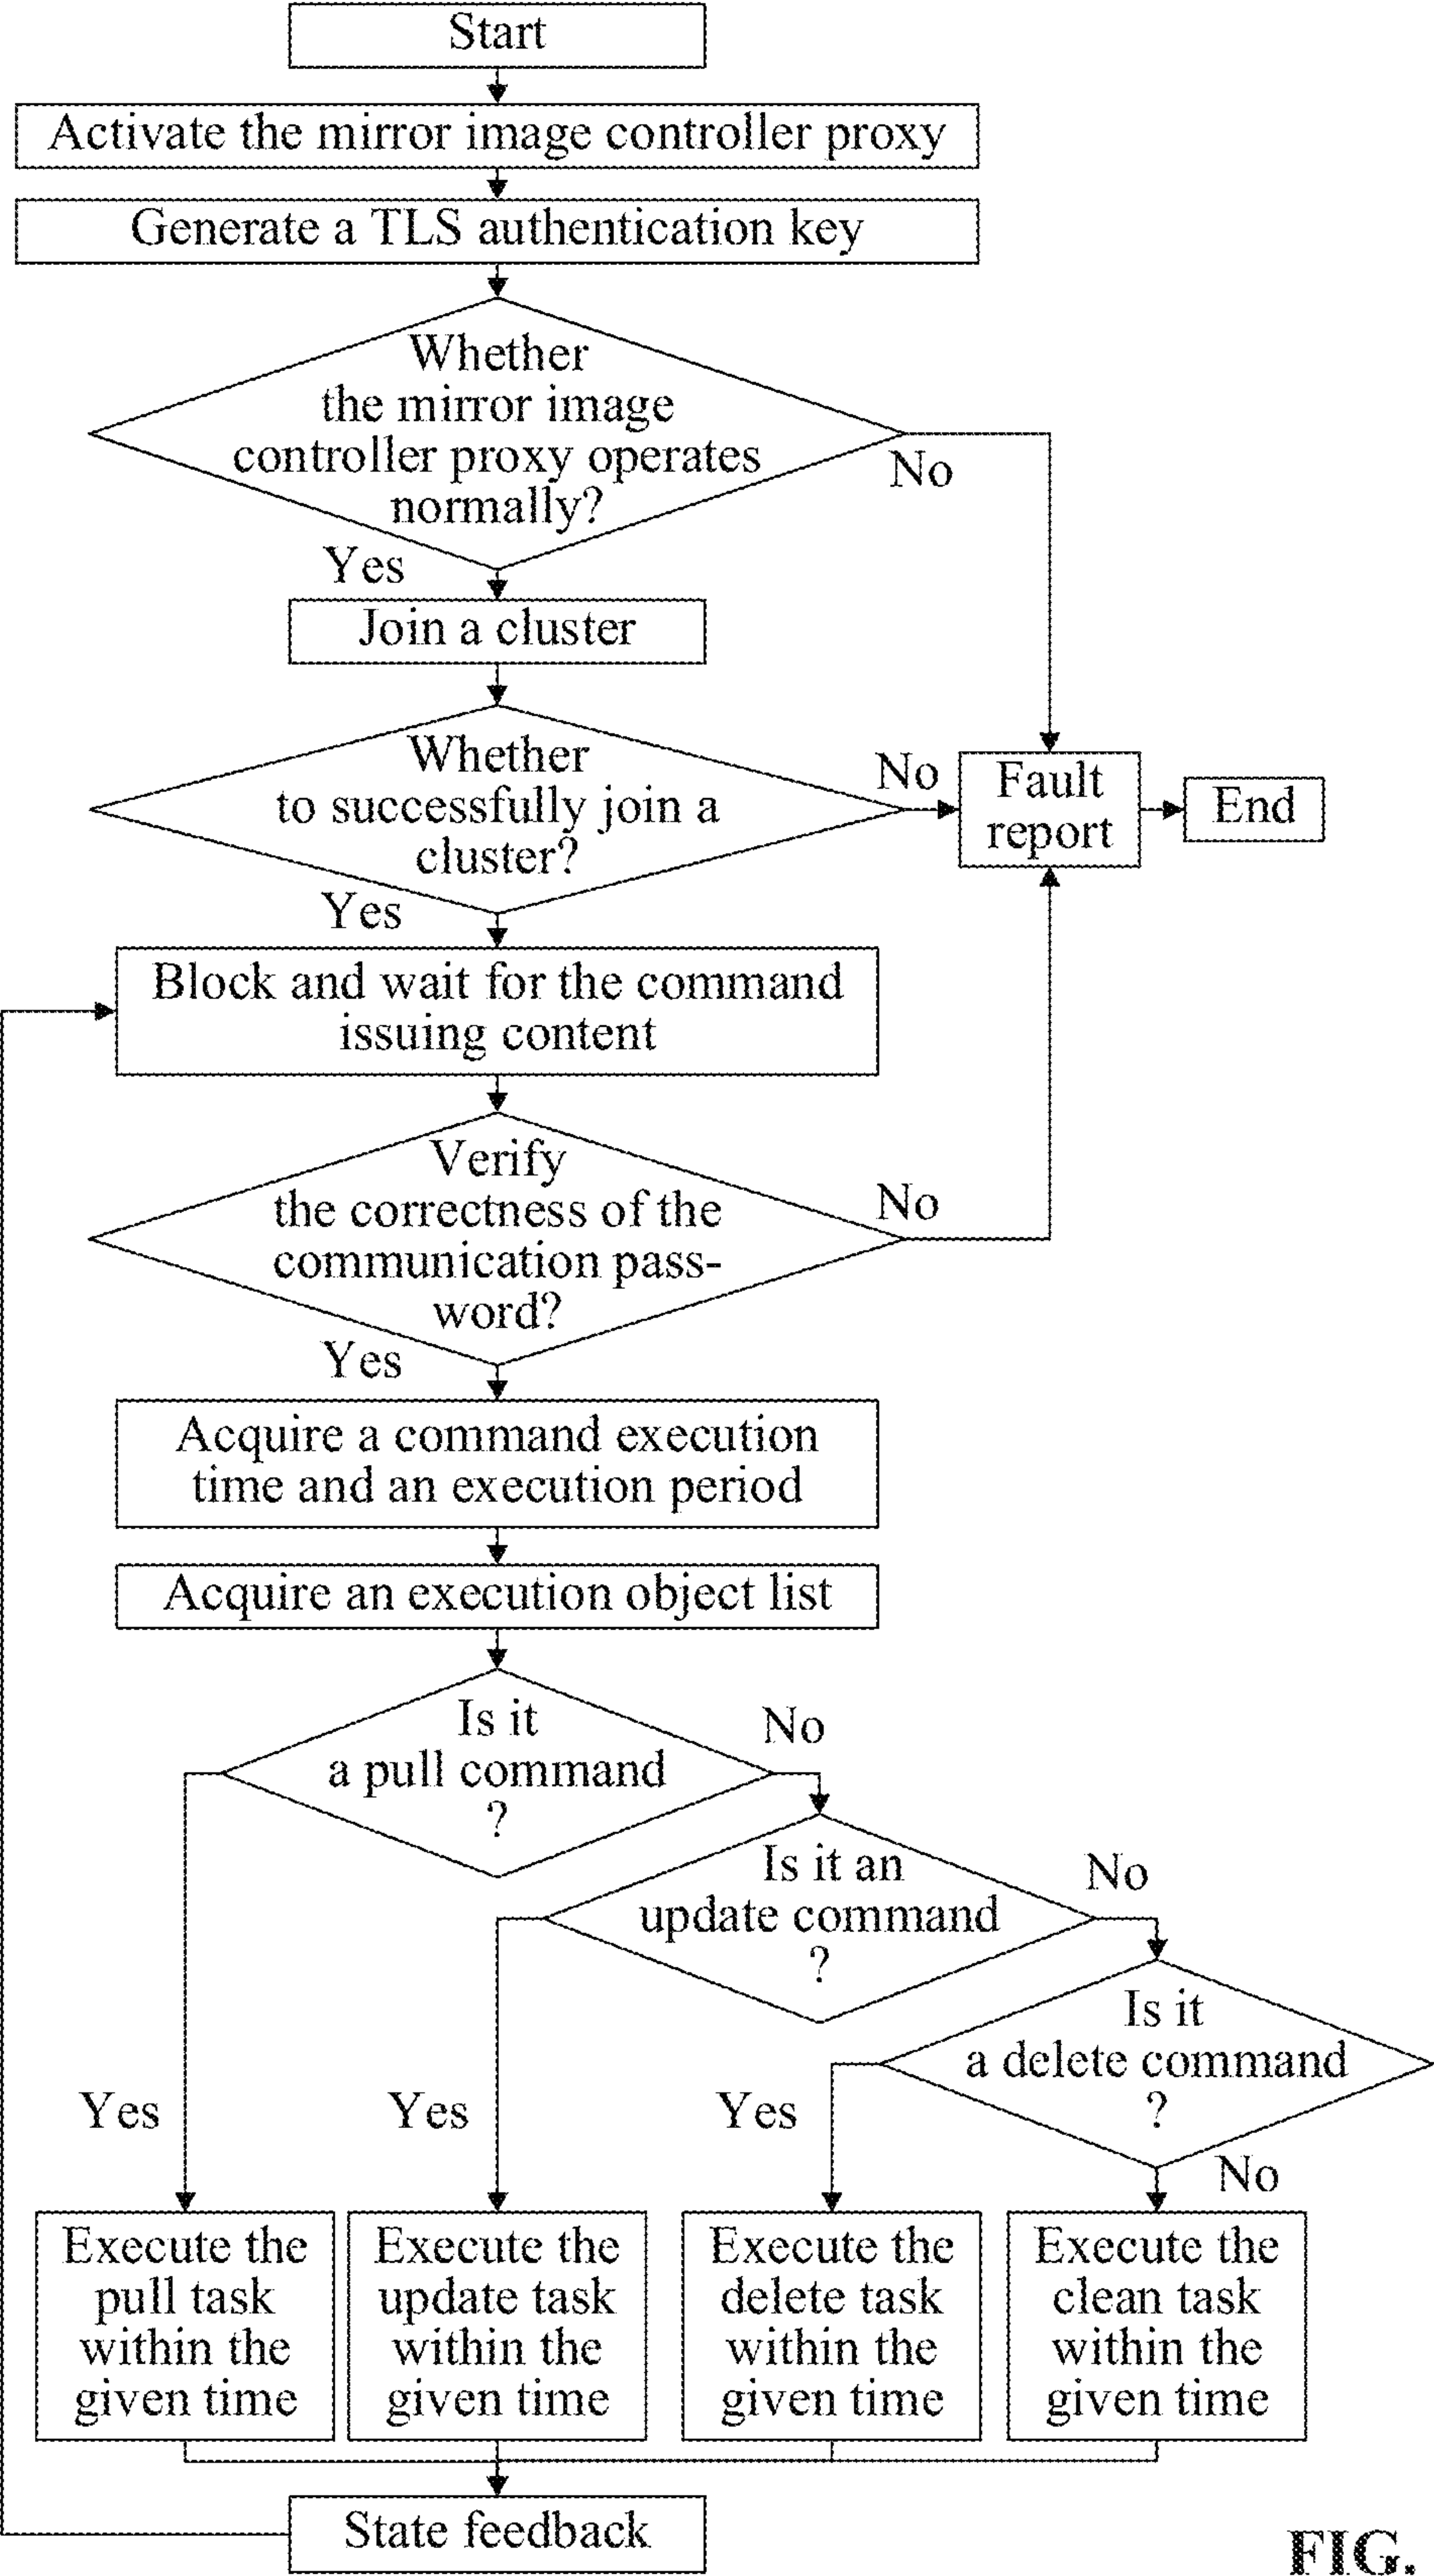 Start
Activate the mirror image controller proxy
Generate a TLS authentication key
Whether
the mirror image
controller proxy operates
normally?
No
Yes
Join a cluster
Whether
to successfully join a
cluster?
No
Fault
report
End
Yes
Block and wait for the command
issuing content
Verify
the correctness of the
communication pass-
word?
No
Yes
Acquire a command execution
time and an execution period
Acquire an execution object list
Is it
a pull command
?
No
Is it an
update command
?
No
Is it
a delete command
?
Yes
Yes
Yes
No
Execute the
pull task
within the
given time
Execute the
update task
within the
given time
Execute the
delete task
within the
given time
Execute the
clean task
within the
given time
State feedback
FIG.